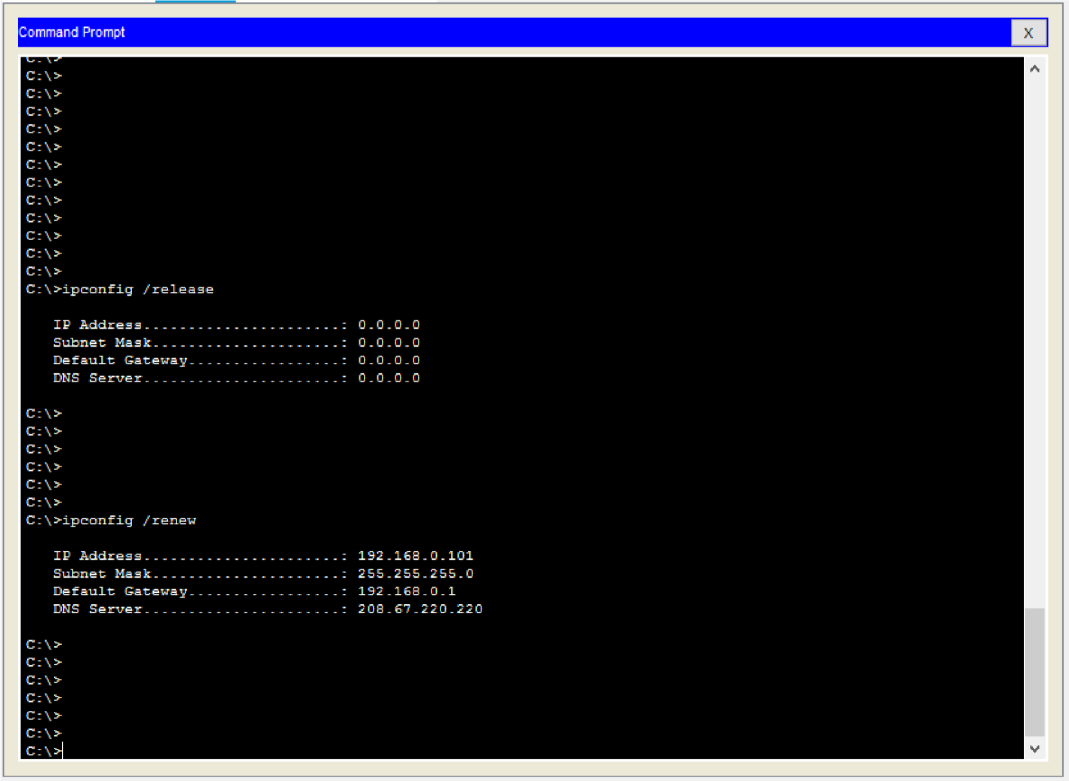 Command Prompt
X
C:\>
C:\>
C:\>
C:\>
C:\>
C:\>
C:\>
C:\>
C:\>
C:\>
C:\>
C:\>
C:\>
C:\>ipconfig /release
IP Address......................: 0.0.0.0
Subnet Mask.....................: 0.0.0.0
Default Gateway.................: 0.0.0.0
DNS Server......................: 0.0.0.0
C:\>
C:\>
C:\>
C:\>
C:\>
C:\>
C:\>ipconfig /renew
IP Address......................: 192.168.0.101
Subnet Mask.....................: 255.255.255.0
Default Gateway.................: 192.168.0.1
DNS Server......................: 208.67.220.220
C:\>
C:\>
C:\>
C:\>
C:\>
C:\>
C:\>